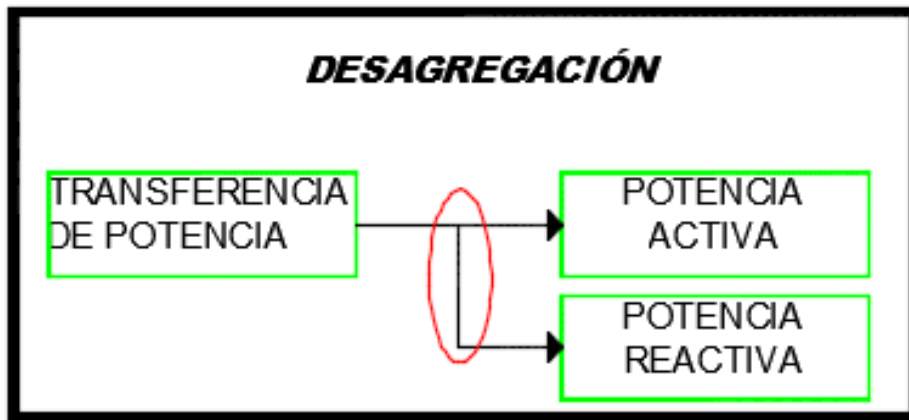 DESAGREGACIÓN
TRANSFERENCIA
DE POTENCIA
POTENCIA
ACTIVA
POTENCIA
REACTIVA